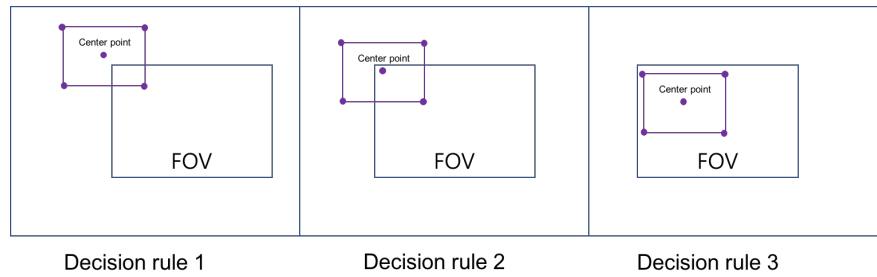 Center point
FOV
Center point
FOV
Center point
FOV
Decision rule 1
Decision rule 2
Decision rule 3